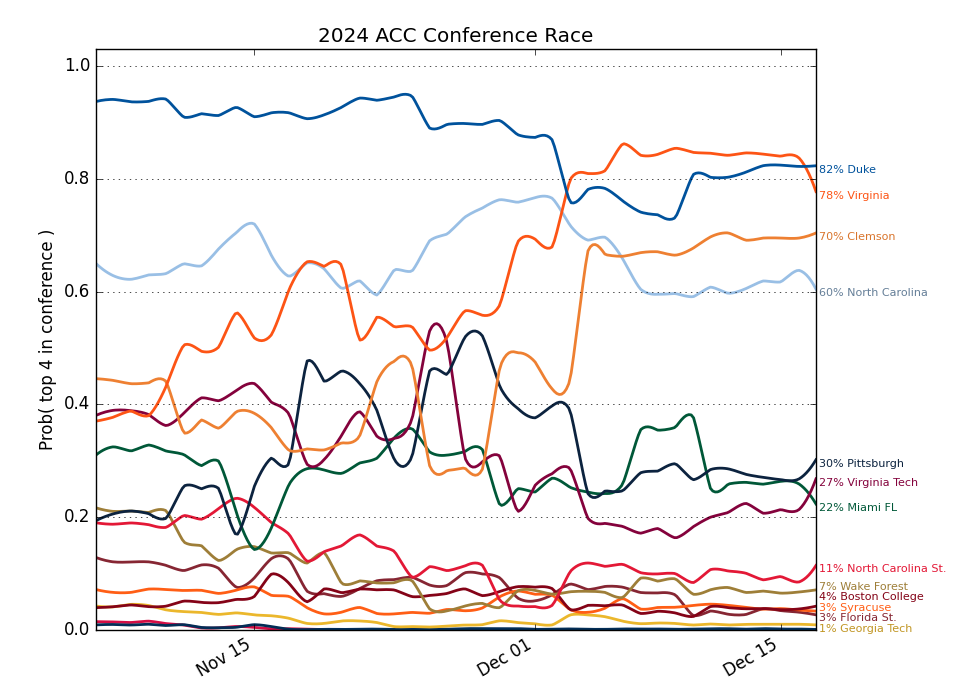 2024 ACC Conference Race
Prob( top 4 in conference )
1.0
0.8
0.6
0.4
0.2
0.0
Nov 15
Dec 01
Dec 15
82% Duke
78% Virginia
70% Clemson
60% North Carolina
30% Pittsburgh
27% Virginia Tech
22% Miami FL
11% North Carolina St.
7% Wake Forest
4% Boston College
3% Syracuse
3% Florida St.
1% Georgia Tech